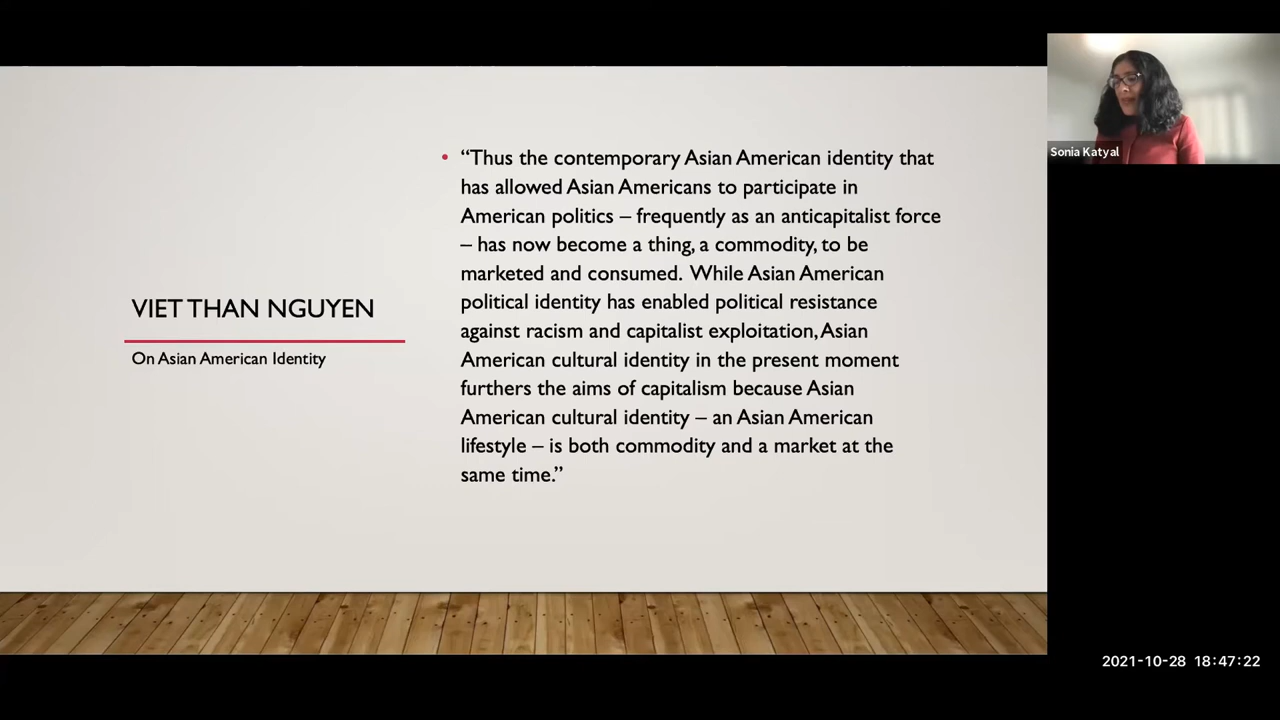 VIET THAN NGUYEN
On Asian American Identity
• “Thus the contemporary Asian American identity that
has allowed Asian Americans to participate in
American politics – frequently as an anticapitalist force
– has now become a thing, a commodity, to be
marketed and consumed. While Asian American
political identity has enabled political resistance
against racism and capitalist exploitation, Asian
American cultural identity in the present moment
furthers the aims of capitalism because Asian
American cultural identity – an Asian American
lifestyle – is both commodity and a market at the
same time.”
Sonia Katyal
2021-10-28 18:47:22